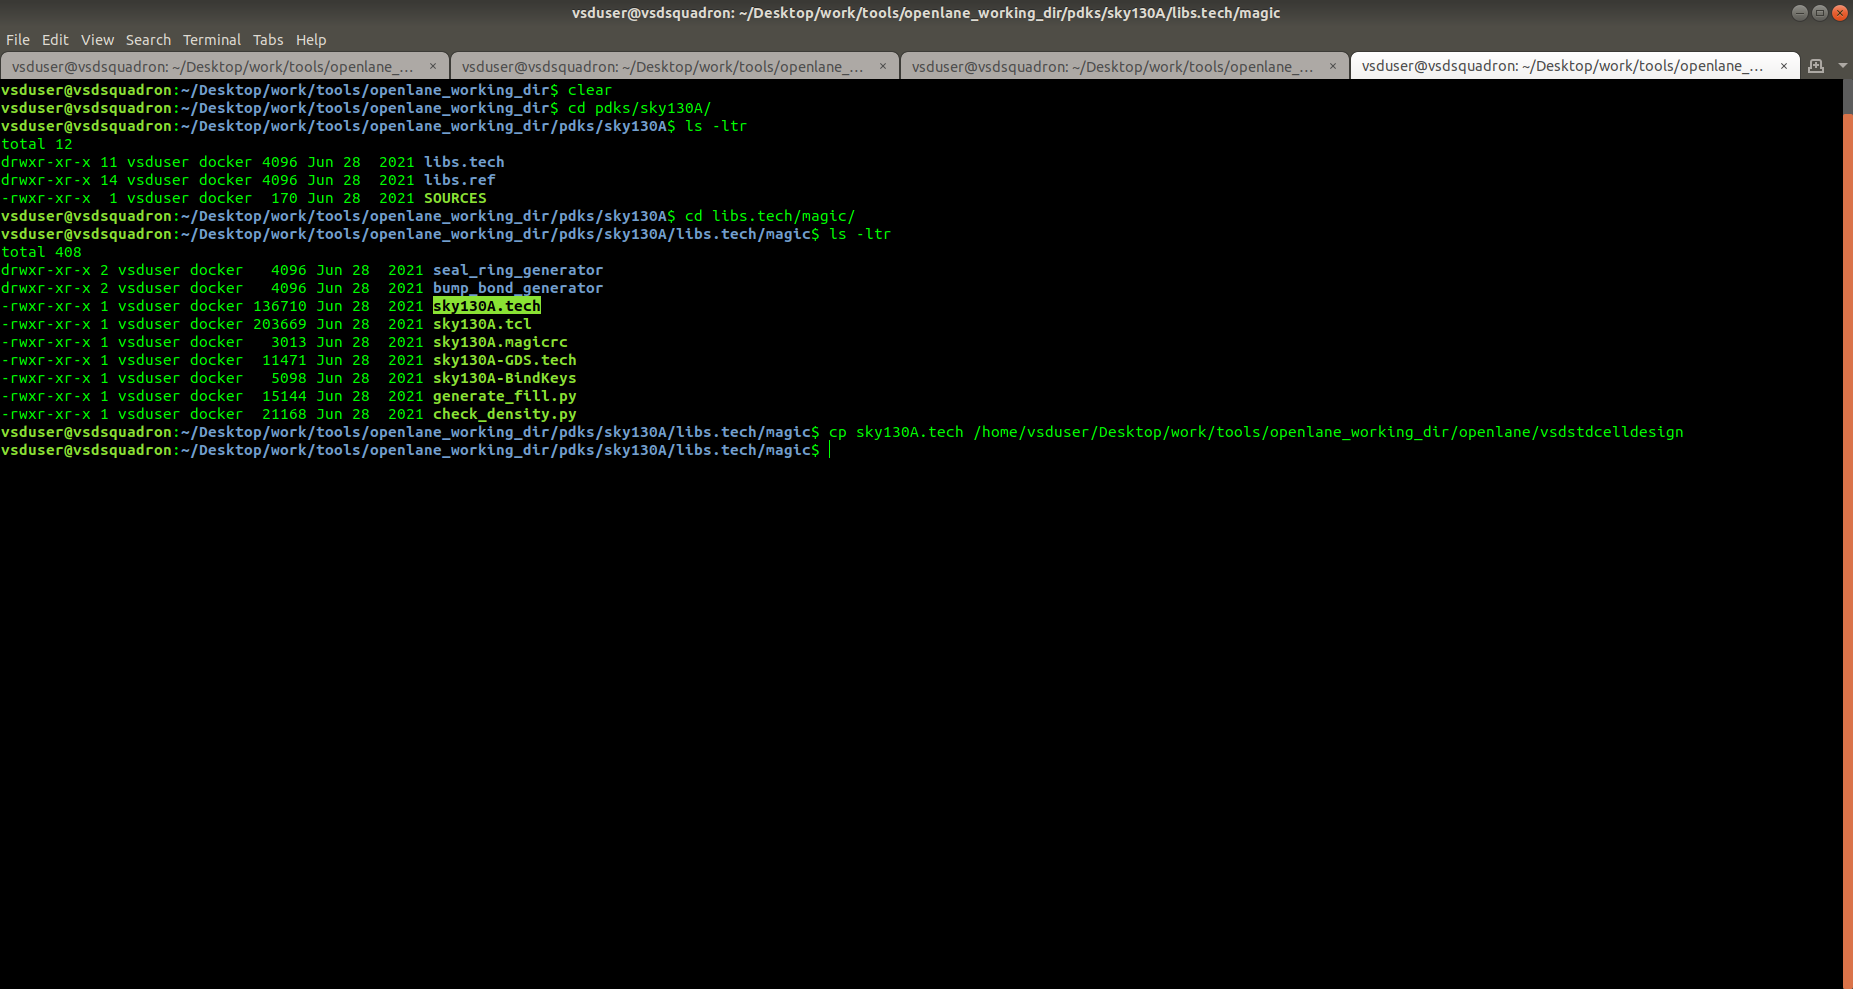 vsduser@vsdsquadron: ~/Desktop/work/tools/openlane_working_dir/pdks/sky130A/libs.tech/magic
File Edit View Search Terminal Tabs Help
vsduser@vsdsquadron: ~/Desktop/work/tools/openlane_... × vsduser@vsdsquadron: ~/Desktop/work/tools/openlane_... × vsduser@vsdsquadron: ~/Desktop/work/tools/openlane_... × vsduser@vsdsquadron: ~/Desktop/work/tools/openlane_... ×
vsduser@vsdsquadron:~/Desktop/work/tools/openlane_working_dir$ clear
vsduser@vsdsquadron:~/Desktop/work/tools/openlane_working_dir$ cd pdks/sky130A/
vsduser@vsdsquadron:~/Desktop/work/tools/openlane_working_dir/pdks/sky130A$ ls -ltr
total 12
drwxr-xr-x 11 vsduser docker 4096 Jun 28  2021 libs.tech
drwxr-xr-x 14 vsduser docker 4096 Jun 28  2021 libs.ref
-rwxr-xr-x  1 vsduser docker  170 Jun 28  2021 SOURCES
vsduser@vsdsquadron:~/Desktop/work/tools/openlane_working_dir/pdks/sky130A$ cd libs.tech/magic/
vsduser@vsdsquadron:~/Desktop/work/tools/openlane_working_dir/pdks/sky130A/libs.tech/magic$ ls -ltr
total 408
drwxr-xr-x 2 vsduser docker   4096 Jun 28  2021 seal_ring_generator
drwxr-xr-x 2 vsduser docker   4096 Jun 28  2021 bump_bond_generator
-rwxr-xr-x 1 vsduser docker 136710 Jun 28  2021 sky130A.tech
-rwxr-xr-x 1 vsduser docker 203669 Jun 28  2021 sky130A.tcl
-rwxr-xr-x 1 vsduser docker   3013 Jun 28  2021 sky130A.magicrc
-rwxr-xr-x 1 vsduser docker  11471 Jun 28  2021 sky130A-GDS.tech
-rwxr-xr-x 1 vsduser docker   5098 Jun 28  2021 sky130A-BindKeys
-rwxr-xr-x 1 vsduser docker  15144 Jun 28  2021 generate_fill.py
-rwxr-xr-x 1 vsduser docker  21168 Jun 28  2021 check_density.py
vsduser@vsdsquadron:~/Desktop/work/tools/openlane_working_dir/pdks/sky130A/libs.tech/magic$ cp sky130A.tech /home/vsduser/Desktop/work/tools/openlane_working_dir/openlane/vsdstdcelldesign
vsduser@vsdsquadron:~/Desktop/work/tools/openlane_working_dir/pdks/sky130A/libs.tech/magic$